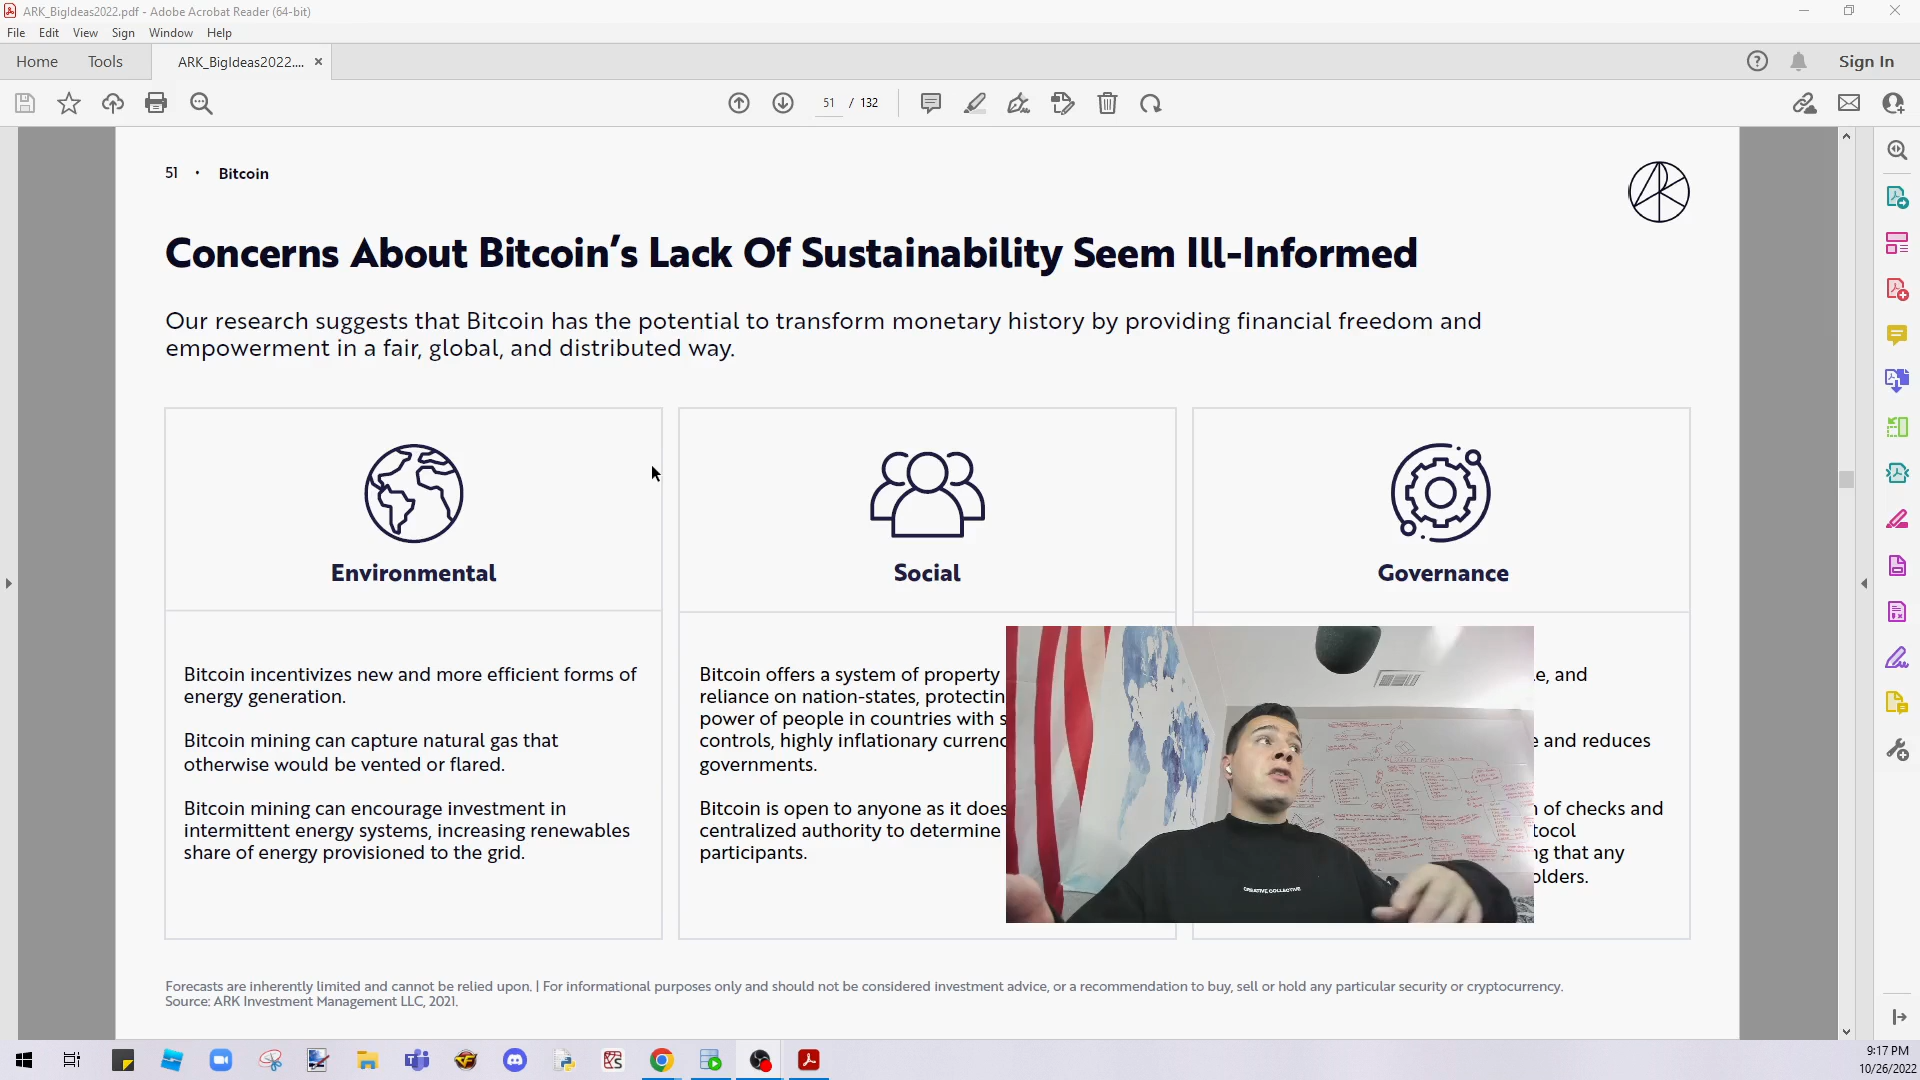 ARK_BigIdeas2022.pdf - Adobe Acrobat Reader (64-bit)
File Edit View Sign Window Help
Home Tools ARK_BigIdeas2022.... × Sign In
51 / 132
51 • Bitcoin
Concerns About Bitcoin's Lack Of Sustainability Seem Ill-Informed
Our research suggests that Bitcoin has the potential to transform monetary history by providing financial freedom and
empowerment in a fair, global, and distributed way.
Environmental
Bitcoin incentivizes new and more efficient forms of
energy generation.
Bitcoin mining can capture natural gas that
otherwise would be vented or flared.
Bitcoin mining can encourage investment in
intermittent energy systems, increasing renewables
share of energy provisioned to the grid.
Social
Bitcoin offers a system of property
reliance on nation-states, protectin
power of people in countries with s
controls, highly inflationary currenc
governments.
Bitcoin is open to anyone as it does
centralized authority to determine
participants.
Governance
e, and
e and reduces
n of checks and
tocol
ng that any
olders.
CREATIVE COLLECTIVE
Forecasts are inherently limited and cannot be relied upon. | For informational purposes only and should not be considered investment advice, or a recommendation to buy, sell or hold any particular security or cryptocurrency.
Source: ARK Investment Management LLC, 2021.
9:17 PM
10/26/2022